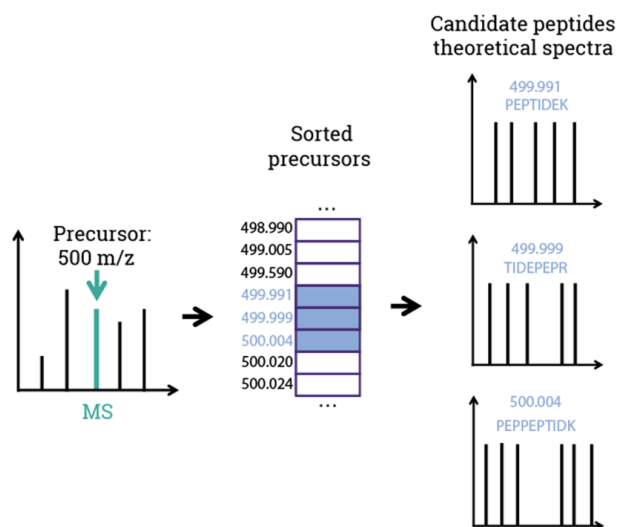 Candidate peptides
theoretical spectra
499.991
PEPTIDEK
Sorted
precursors
...
498.990
499.005
499.590
499.991
499.999
500.004
500.020
500.024
...
Precursor:
500 m/z
MS
499.999
TIDEPEPR
500.004
PEPPEPTIDK